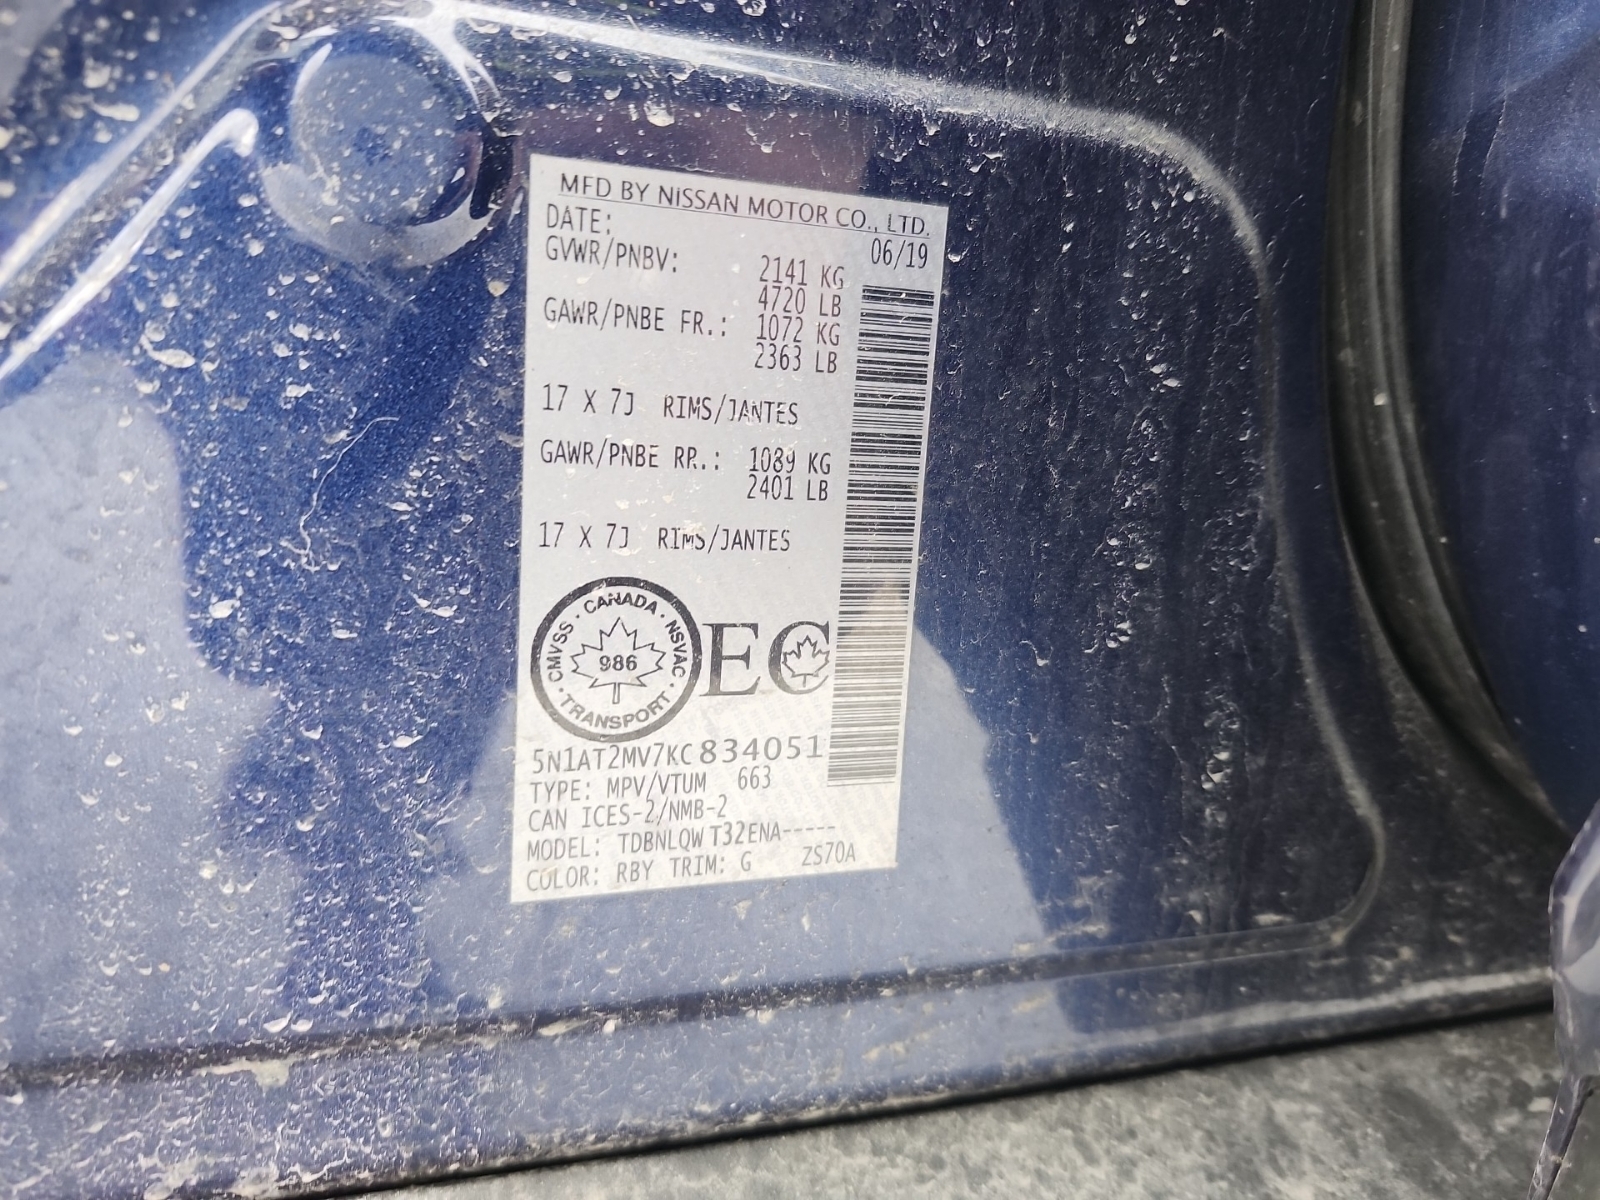 MFD BY NISSAN MOTOR CO., LTD.
DATE: 06/19
GVWR/PNBV: 2141 KG
4720 LB
GAWR/PNBE FR.: 1072 KG
2363 LB
17 X 7J RIMS/JANTES
GAWR/PNBE RR.: 1089 KG
2401 LB
17 X 7J RIMS/JANTES
CANADA · NSVAC · TRANSPORT · CMVSS ·
986
EC
5N1AT2MV7KC834051
TYPE: MPV/VTUM 663
CAN ICES-2/NMB-2
MODEL: TDBNLQW T32ENA-----
COLOR: RBY TRIM: G ZS70A